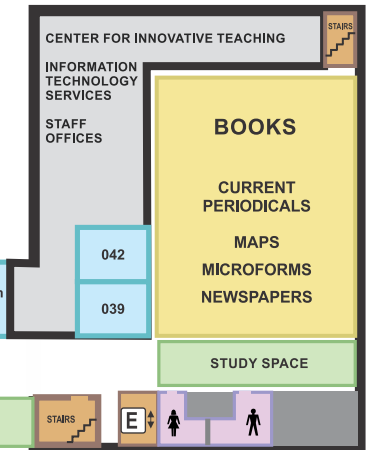 CENTER FOR INNOVATIVE TEACHING
STAIRS
INFORMATION
TECHNOLOGY
SERVICES
STAFF
OFFICES
BOOKS
CURRENT
PERIODICALS
MAPS
MICROFORMS
NEWSPAPERS
042
039
STUDY SPACE
STAIRS
E